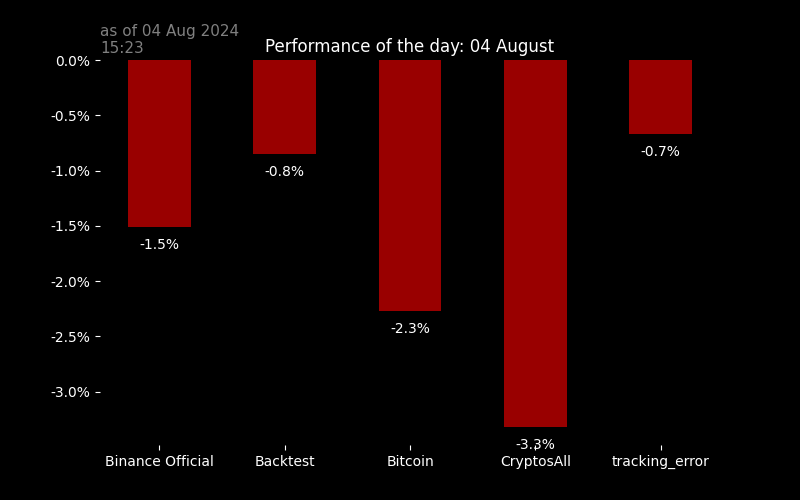 as of 04 Aug 2024
15:23
Performance of the day: 04 August
0.0%
-0.5%
-1.0%
-1.5%
-2.0%
-2.5%
-3.0%
-1.5%
-0.8%
-2.3%
-3.3%
-0.7%
Binance Official
Backtest
Bitcoin
CryptosAll
tracking_error